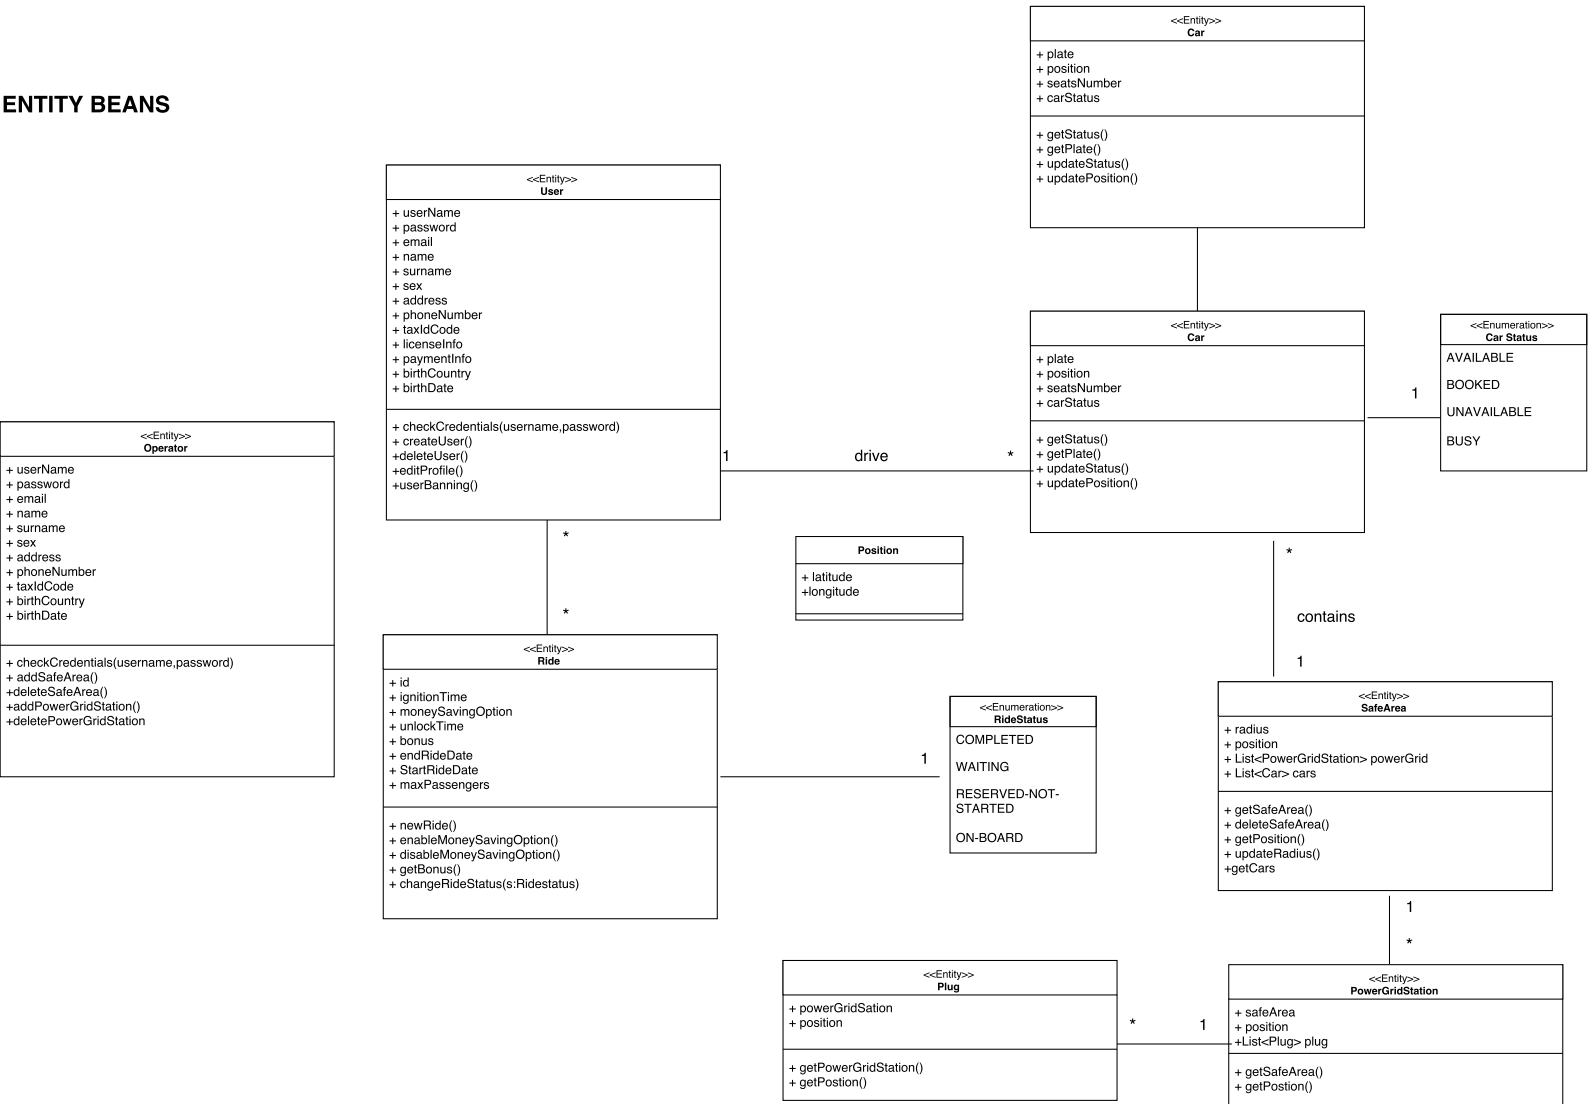 ENTITY BEANS
<<Entity>>
Car
+ plate
+ position
+ seatsNumber
+ carStatus
+ getStatus()
+ getPlate()
+ updateStatus()
+ updatePosition()
<<Entity>>
User
+ userName
+ password
+ email
+ name
+ surname
+ sex
+ address
+ phoneNumber
+ taxIdCode
+ licenseInfo
+ paymentInfo
+ birthCountry
+ birthDate
+ checkCredentials(username,password)
+ createUser()
+deleteUser()
+editProfile()
+userBanning()
1
drive
*
<<Entity>>
Car
+ plate
+ position
+ seatsNumber
+ carStatus
+ getStatus()
+ getPlate()
+ updateStatus()
+ updatePosition()
1
<<Enumeration>>
Car Status
AVAILABLE
BOOKED
UNAVAILABLE
BUSY
<<Entity>>
Operator
+ userName
+ password
+ email
+ name
+ surname
+ sex
+ address
+ phoneNumber
+ taxIdCode
+ birthCountry
+ birthDate
+ checkCredentials(username,password)
+ addSafeArea()
+deleteSafeArea()
+addPowerGridStation()
+deletePowerGridStation
*
*
Position
+ latitude
+longitude
*
contains
1
<<Entity>>
Ride
+ id
+ ignitionTime
+ moneySavingOption
+ unlockTime
+ bonus
+ endRideDate
+ StartRideDate
+ maxPassengers
+ newRide()
+ enableMoneySavingOption()
+ disableMoneySavingOption()
+ getBonus()
+ changeRideStatus(s:Ridestatus)
1
<<Enumeration>>
RideStatus
COMPLETED
WAITING
RESERVED-NOT-
STARTED
ON-BOARD
<<Entity>>
SafeArea
+ radius
+ position
+ List<PowerGridStation> powerGrid
+ List<Car> cars
+ getSafeArea()
+ deleteSafeArea()
+ getPosition()
+ updateRadius()
+getCars
1
*
<<Entity>>
Plug
+ powerGridSation
+ position
+ getPowerGridStation()
+ getPostion()
*
1
<<Entity>>
PowerGridStation
+ safeArea
+ position
+List<Plug> plug
+ getSafeArea()
+ getPostion()